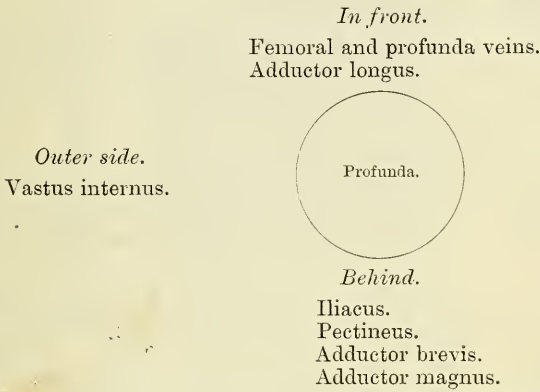 In front.
Femoral and profunda veins.
Adductor longus.
Outer side.
Vastus internus.
Profunda.
Behind.
Iliacus.
Pectineus.
Adductor brevis.
Adductor magnus.